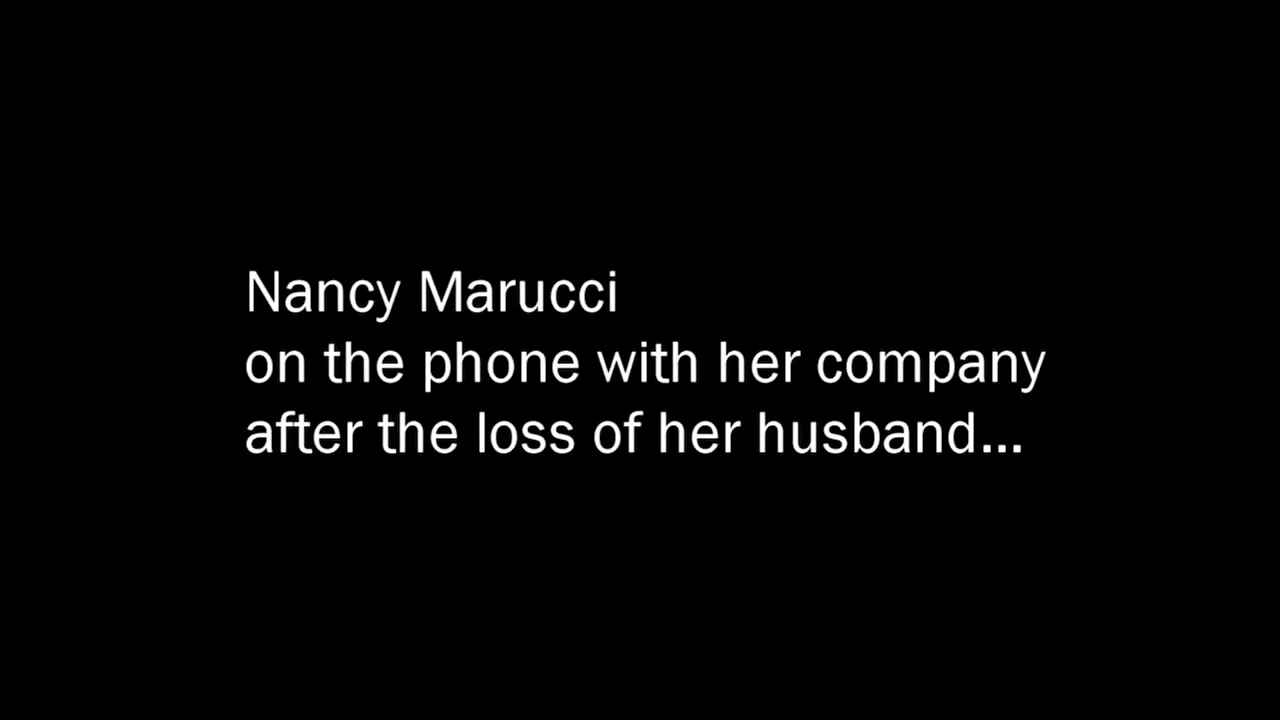 Nancy Marucci
on the phone with her company
after the loss of her husband...